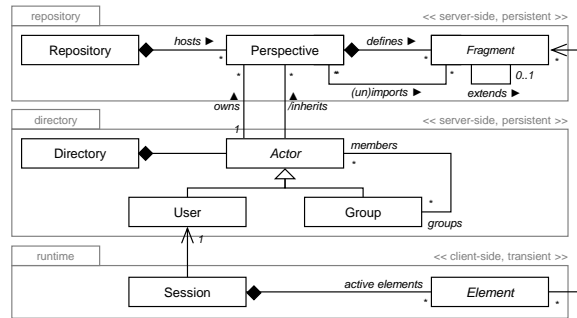 repository
<< server-side, persistent >>
Repository
hosts ►
*
Perspective
defines ►
*
Fragment
*
*
*
*
*
(un)imports ►
*
0..1
extends ►
*
▲
owns
▲
/inherits
directory
<< server-side, persistent >>
1
Directory
*
Actor
members
*
User
Group
*
groups
runtime
1
<< client-side, transient >>
Session
active elements
*
Element
*